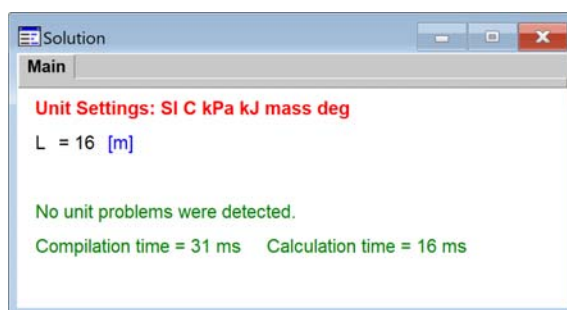 Solution
Main
Unit Settings: SI C kPa kJ mass deg
L = 16 [m]
No unit problems were detected.
Compilation time = 31 ms Calculation time = 16 ms